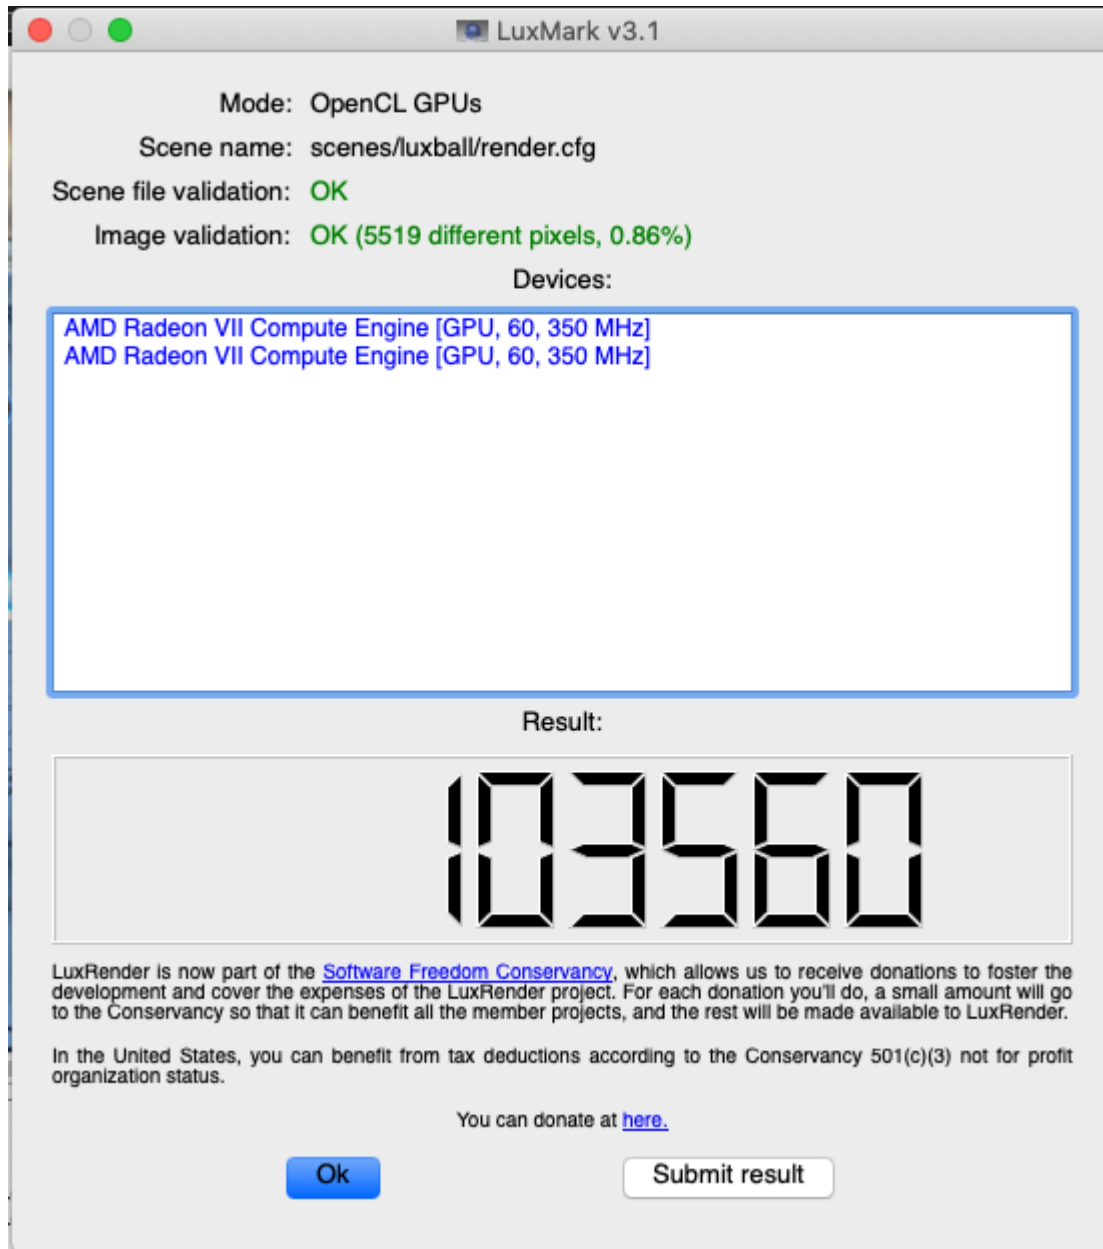 LuxMark v3.1
Mode: OpenCL GPUs
Scene name: scenes/luxball/render.cfg
Scene file validation: OK
Image validation: OK (5519 different pixels, 0.86%)
Devices:
AMD Radeon VII Compute Engine [GPU, 60, 350 MHz]
AMD Radeon VII Compute Engine [GPU, 60, 350 MHz]
Result:
103560
LuxRender is now part of the Software Freedom Conservancy, which allows us to receive donations to foster the
development and cover the expenses of the LuxRender project. For each donation you'll do, a small amount will go
to the Conservancy so that it can benefit all the member projects, and the rest will be made available to LuxRender.
In the United States, you can benefit from tax deductions according to the Conservancy 501(c)(3) not for profit
organization status.
You can donate at here.
Ok Submit result